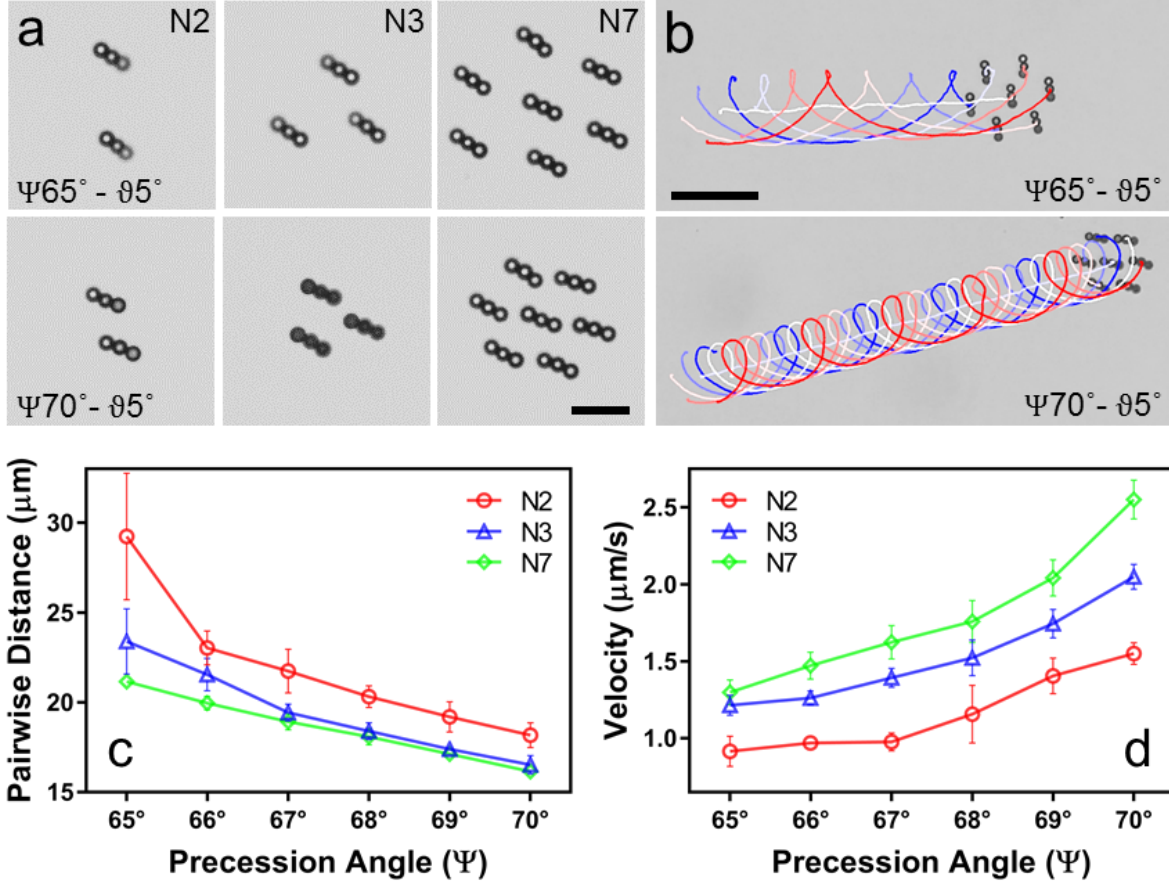 a
N2
N3
N7
Ψ65° - ϑ5°
Ψ70° - ϑ5°
b
Ψ65° - ϑ5°
Ψ70° - ϑ5°
Pairwise Distance (μm)
30
25
20
15
N2
N3
N7
c
65° 66° 67° 68° 69° 70°
Precession Angle (Ψ)
Velocity (μm/s)
2.5
2.0
1.5
1.0
N2
N3
N7
d
65° 66° 67° 68° 69° 70°
Precession Angle (Ψ)